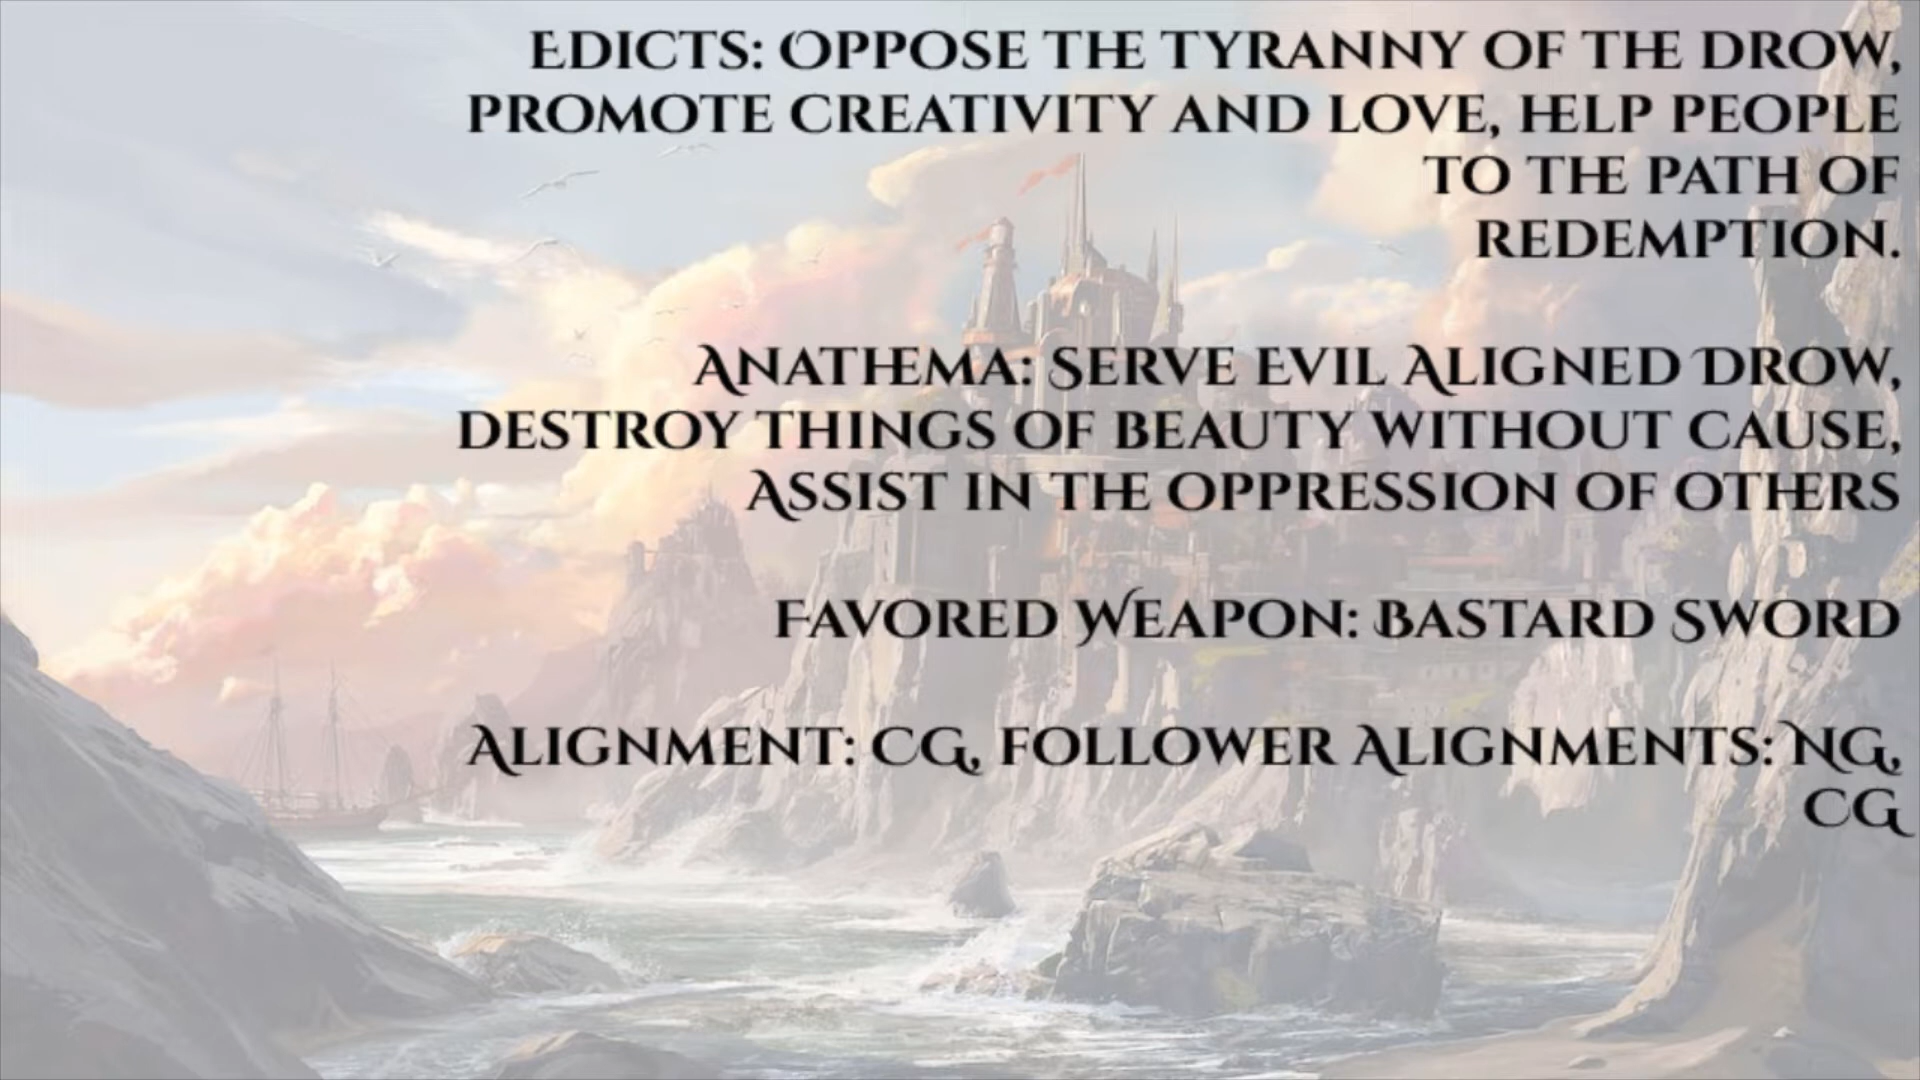 Edicts: Oppose the tyranny of the drow,
promote creativity and love, help people
to the path of
redemption.
Anathema: Serve Evil Aligned Drow,
destroy things of beauty without cause,
Assist in the oppression of others
Favored Weapon: Bastard Sword
Alignment: CG, follower Alignments: NG,
CG